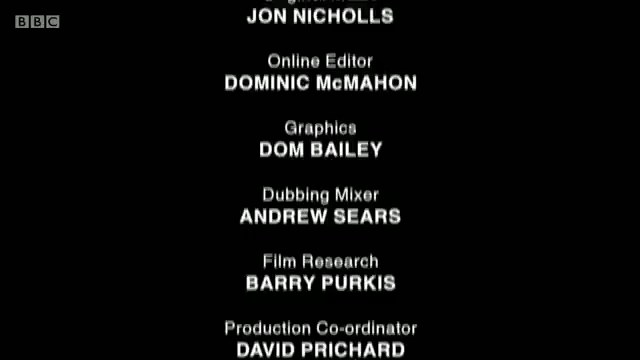 BBC
JON NICHOLLS
Online Editor
DOMINIC McMAHON
Graphics
DOM BAILEY
Dubbing Mixer
ANDREW SEARS
Film Research
BARRY PURKIS
Production Co-ordinator
DAVID PRICHARD